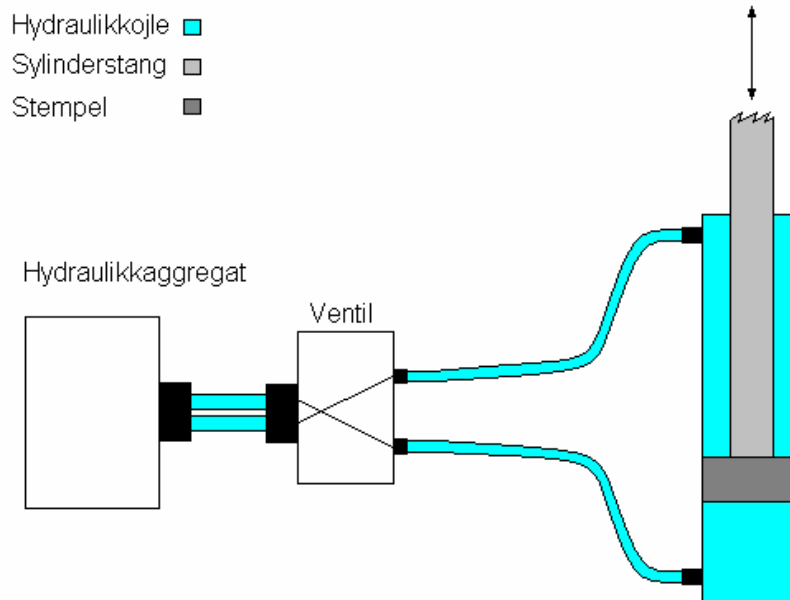 Hydraulikkojle
Sylinderstang
Stempel
Hydraulikkaggregat
Ventil